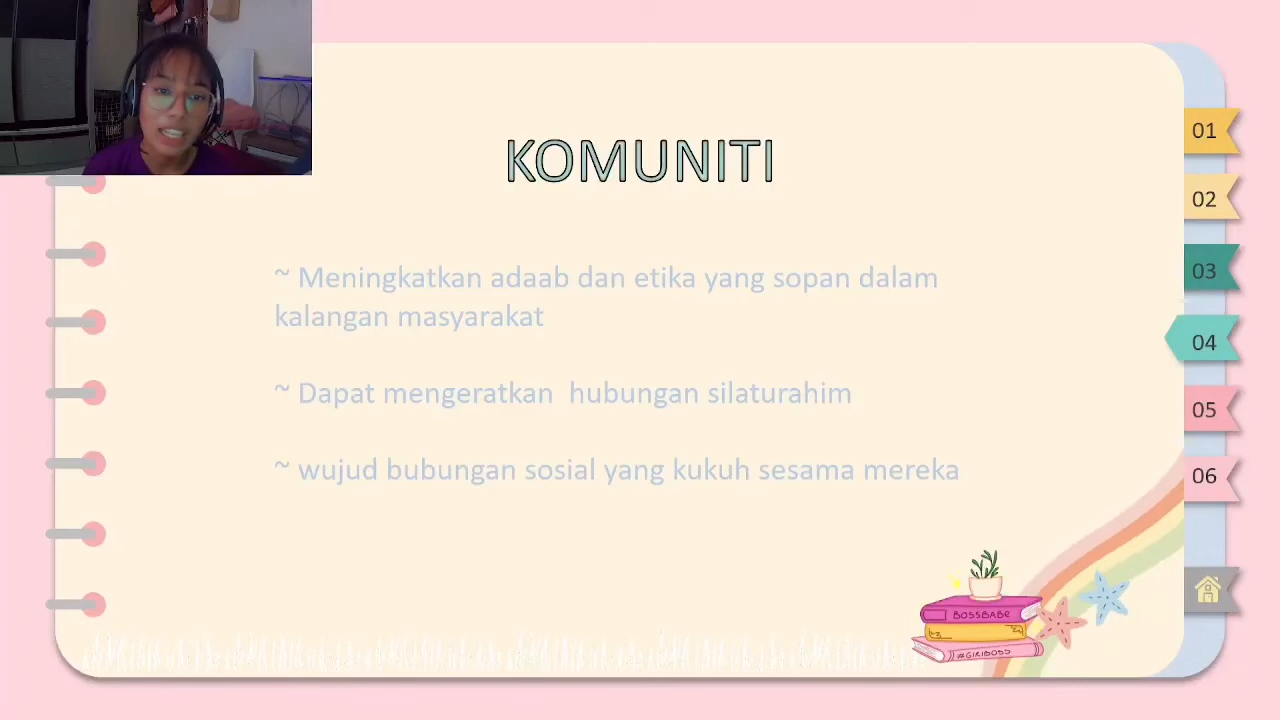 KOMUNITI
~ Meningkatkan adaab dan etika yang sopan dalam
kalangan masyarakat
~ Dapat mengeratkan hubungan silaturahim
~ wujud bubungan sosial yang kukuh sesama mereka
01
02
03
04
05
06
BOSSBABE
#GIRlBOSS